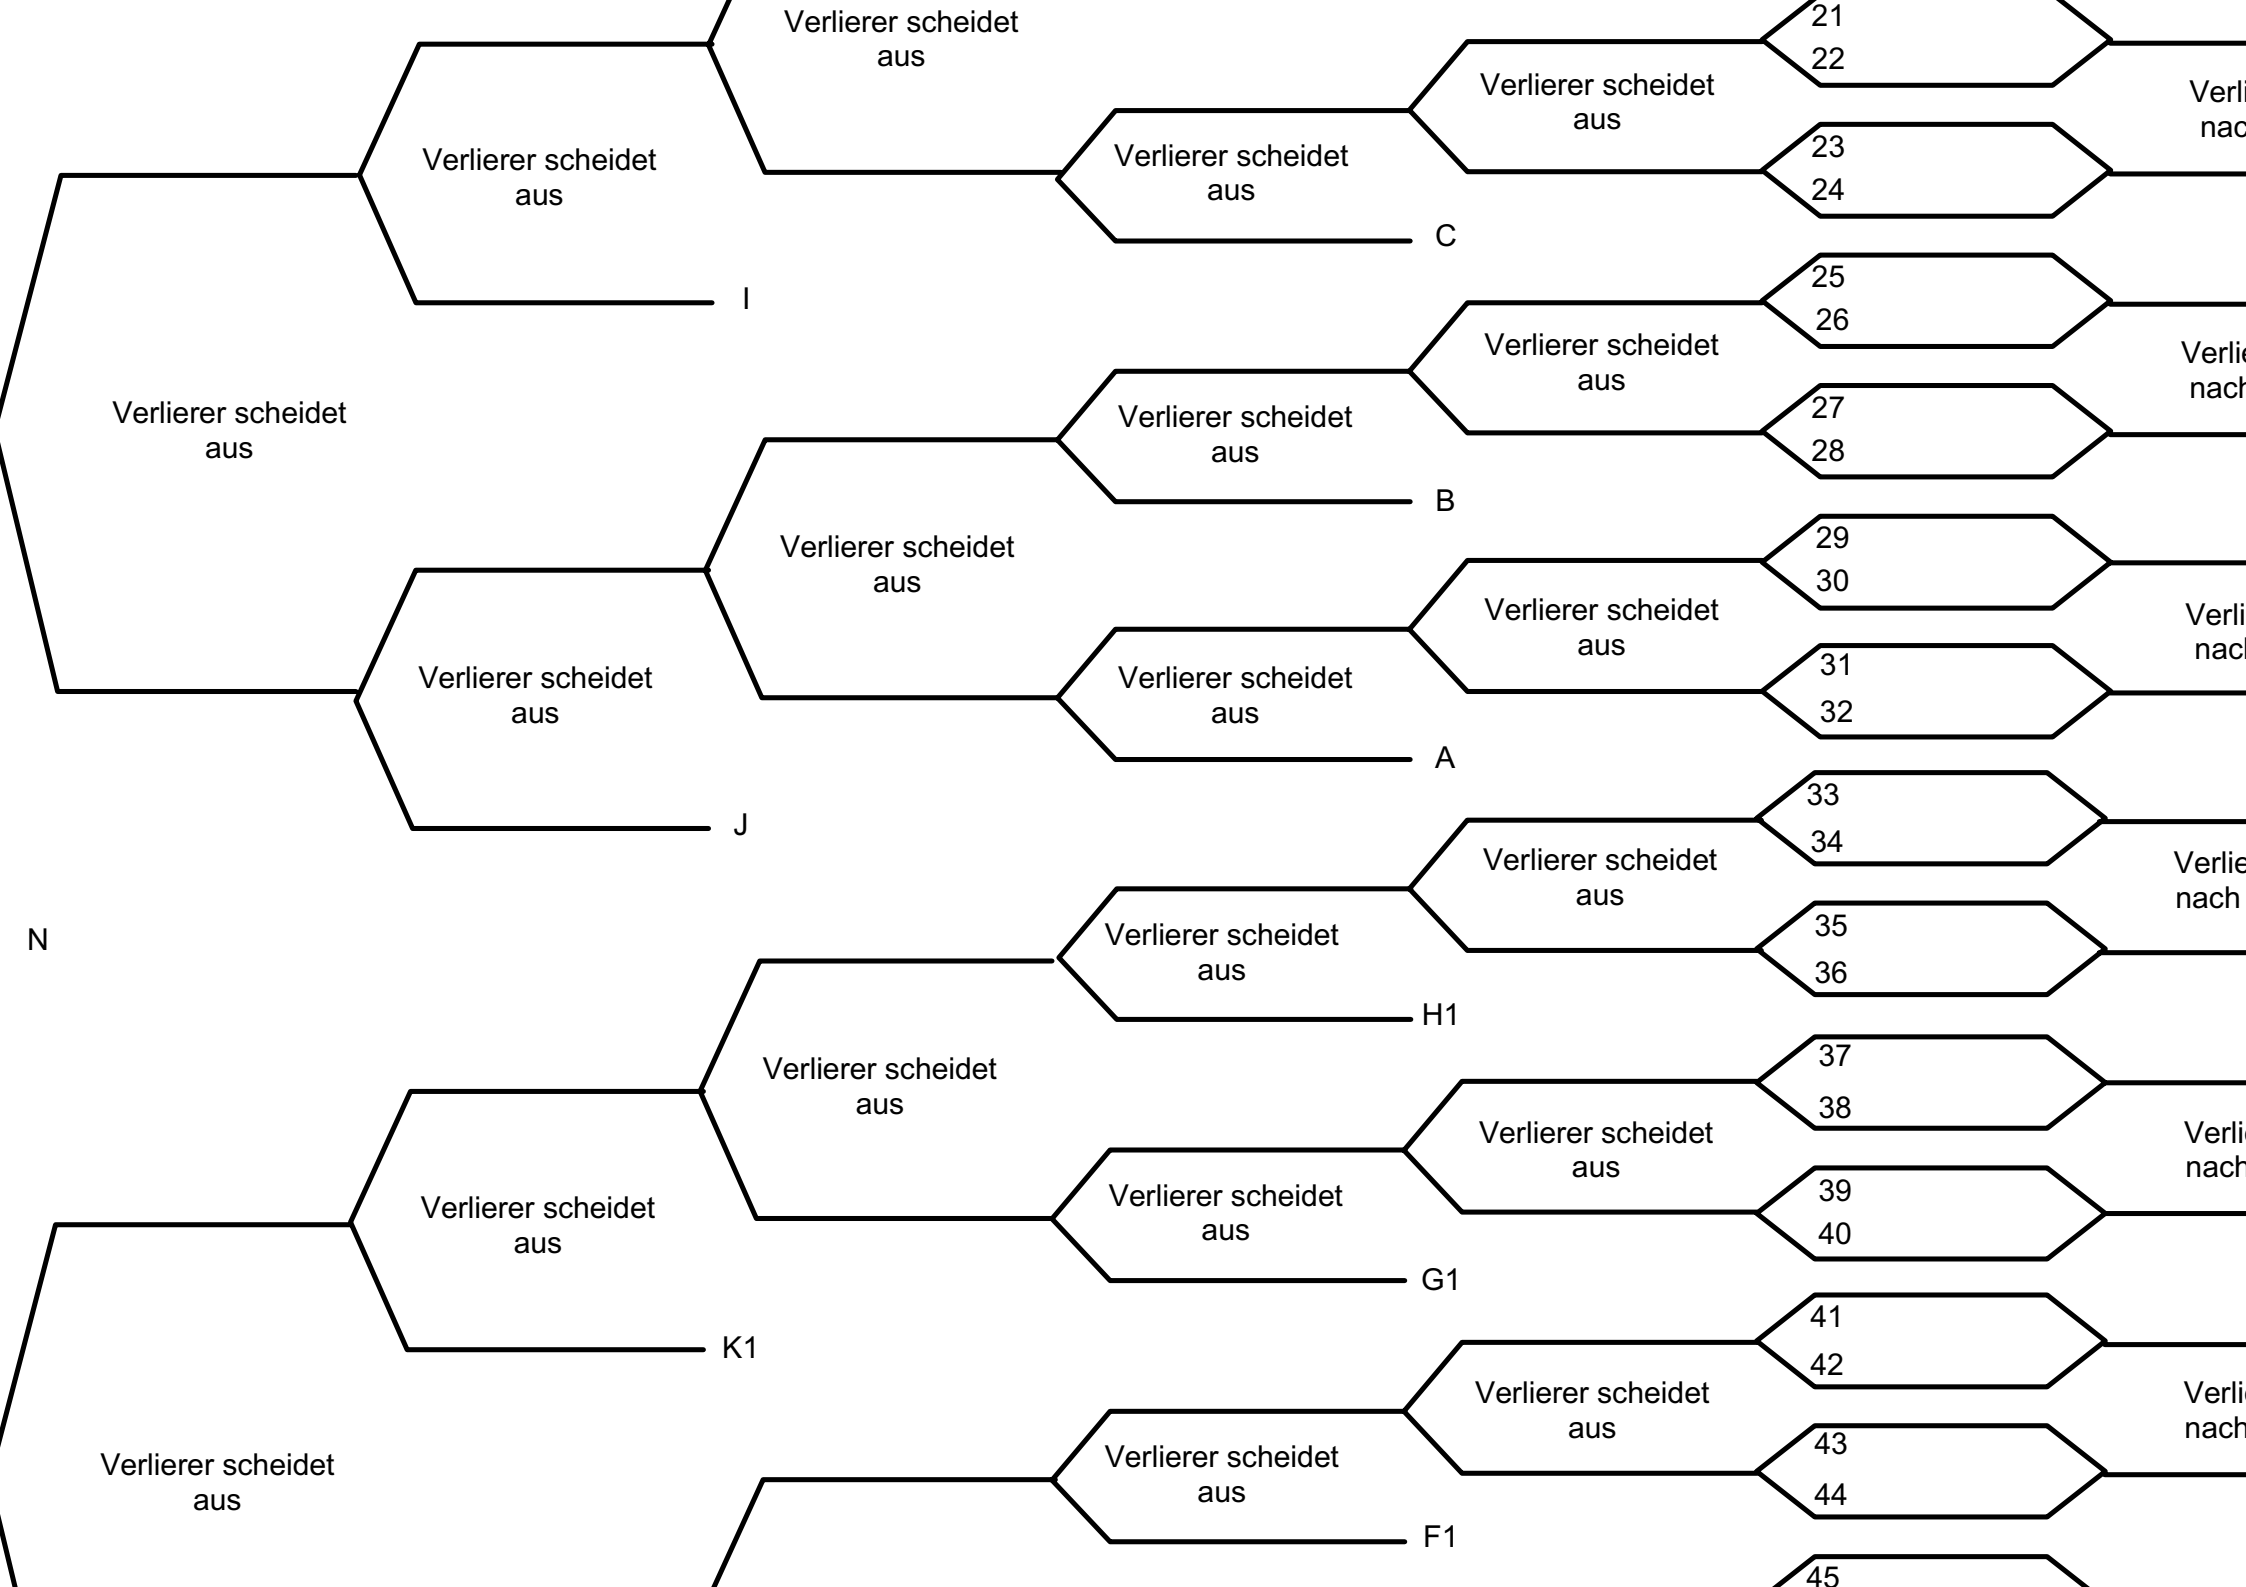 Verlierer scheidet
aus
21
22
Verlierer scheidet
aus
23
24
Verlierer scheidet
aus
Verlierer scheidet
aus
C
I
25
26
Verlierer scheidet
aus
27
28
Verlierer scheidet
aus
Verlierer scheidet
aus
B
Verlierer scheidet
aus
29
30
Verlierer scheidet
aus
31
32
Verlierer scheidet
aus
Verlierer scheidet
aus
A
J
33
34
Verlierer scheidet
aus
nach
35
36
N
Verlierer scheidet
aus
H1
Verlierer scheidet
aus
37
38
Verlierer scheidet
aus
39
40
Verlierer scheidet
aus
Verlierer scheidet
aus
G1
K1
41
42
Verlierer scheidet
aus
43
44
Verlierer scheidet
aus
Verlierer scheidet
aus
F1
45